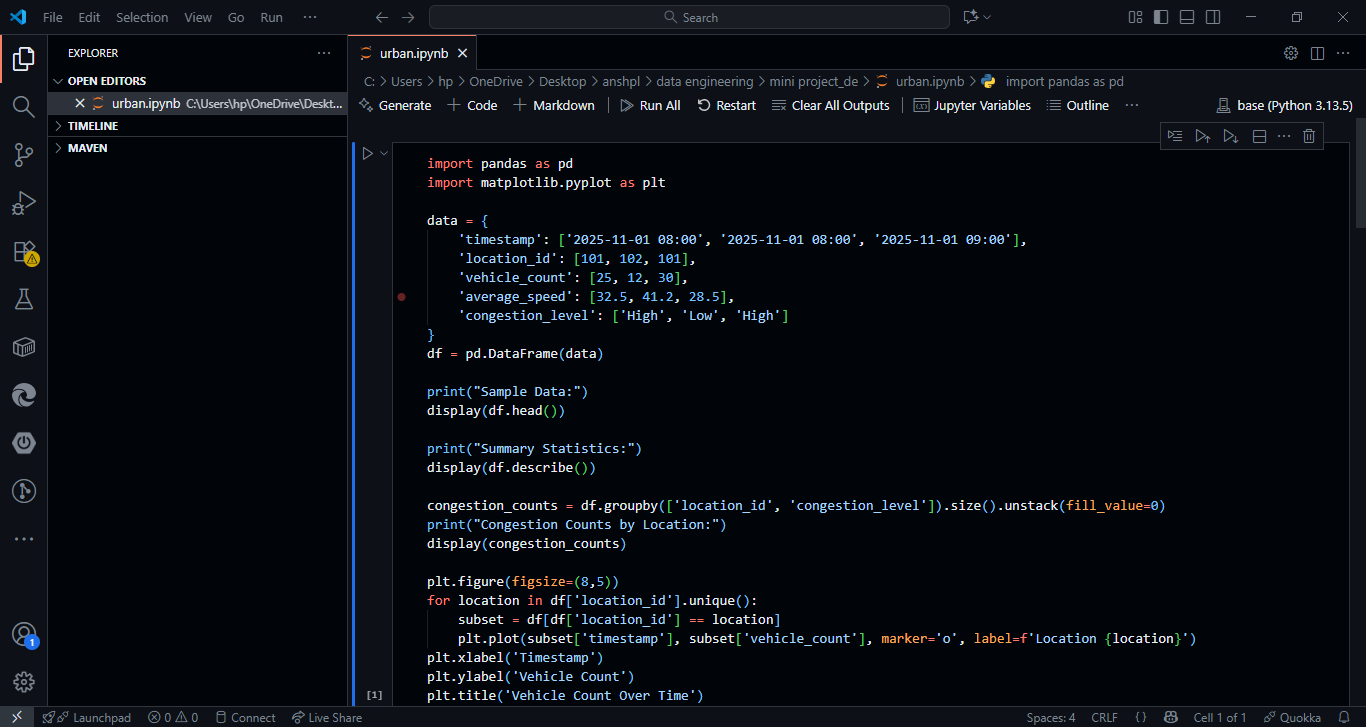 File Edit Selection View Go Run ··· Search
EXPLORER ···
OPEN EDITORS
urban.ipynb C:\Users\hp\OneDrive\Deskt...
TIMELINE
MAVEN
urban.ipynb
C: > Users > hp > OneDrive > Desktop > anshpl > data engineering > mini project_de > urban.ipynb > import pandas as pd
Generate + Code + Markdown | Run All Restart Clear All Outputs | Jupyter Variables Outline ··· base (Python 3.13.5)
import pandas as pd
import matplotlib.pyplot as plt
data = {
    'timestamp': ['2025-11-01 08:00', '2025-11-01 08:00', '2025-11-01 09:00'],
    'location_id': [101, 102, 101],
    'vehicle_count': [25, 12, 30],
    'average_speed': [32.5, 41.2, 28.5],
    'congestion_level': ['High', 'Low', 'High']
}
df = pd.DataFrame(data)
print("Sample Data:")
display(df.head())
print("Summary Statistics:")
display(df.describe())
congestion_counts = df.groupby(['location_id', 'congestion_level']).size().unstack(fill_value=0)
print("Congestion Counts by Location:")
display(congestion_counts)
plt.figure(figsize=(8,5))
for location in df['location_id'].unique():
    subset = df[df['location_id'] == location]
    plt.plot(subset['timestamp'], subset['vehicle_count'], marker='o', label=f'Location {location}')
plt.xlabel('Timestamp')
plt.ylabel('Vehicle Count')
[1] plt.title('Vehicle Count Over Time')
1
Launchpad 0 0 Connect Live Share Spaces: 4 CRLF {} Cell 1 of 1 Quokka